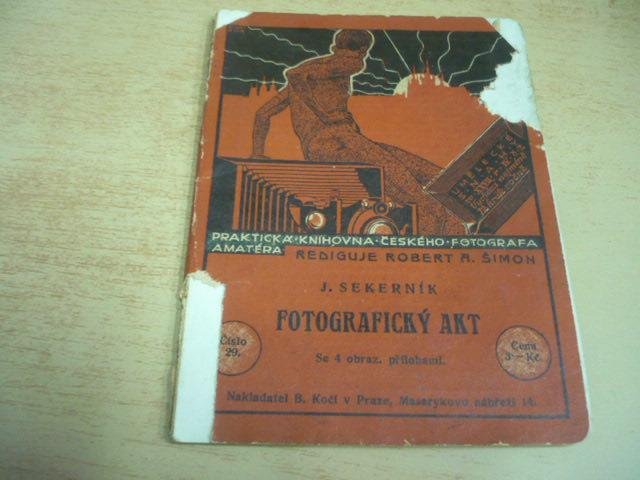 UMĚLECKÉ
PRAKTICKÁ·KNIHOVNA·ČESKÉHO·FOTOGRAFA
AMATÉRA REDIGUJE ROBERT A. ŠIMON
J. SEKERNÍK
FOTOGRAFICKÝ AKT
Číslo
29.
Se 4 obraz. přílohami.
Cena
3·— Kč
Nakladatel B. Kočí v Praze, Masarykovo nábřeží 14.